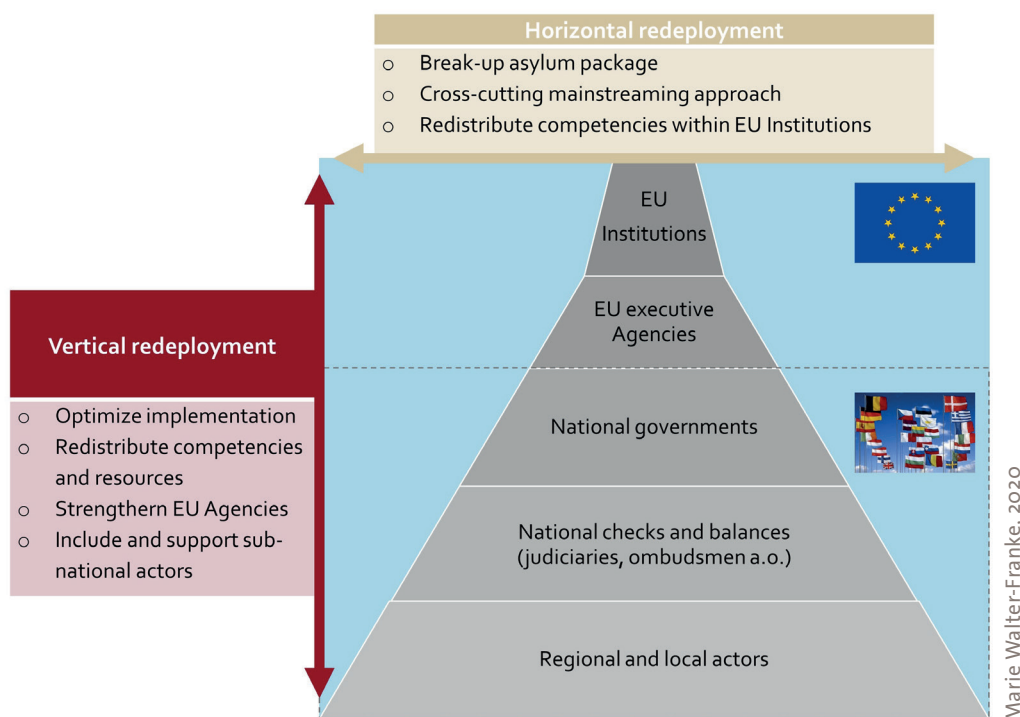 Horizontal redeployment
o Break-up asylum package
o Cross-cutting mainstreaming approach
o Redistribute competencies within EU Institutions
EU
Institutions
EU executive
Agencies
Vertical redeployment
o Optimize implementation
o Redistribute competencies
and resources
o Strengthern EU Agencies
o Include and support sub-
national actors
National governments
National checks and balances
(judiciaries, ombudsmen a.o.)
Regional and local actors
Marie Walter-Franke, 2020